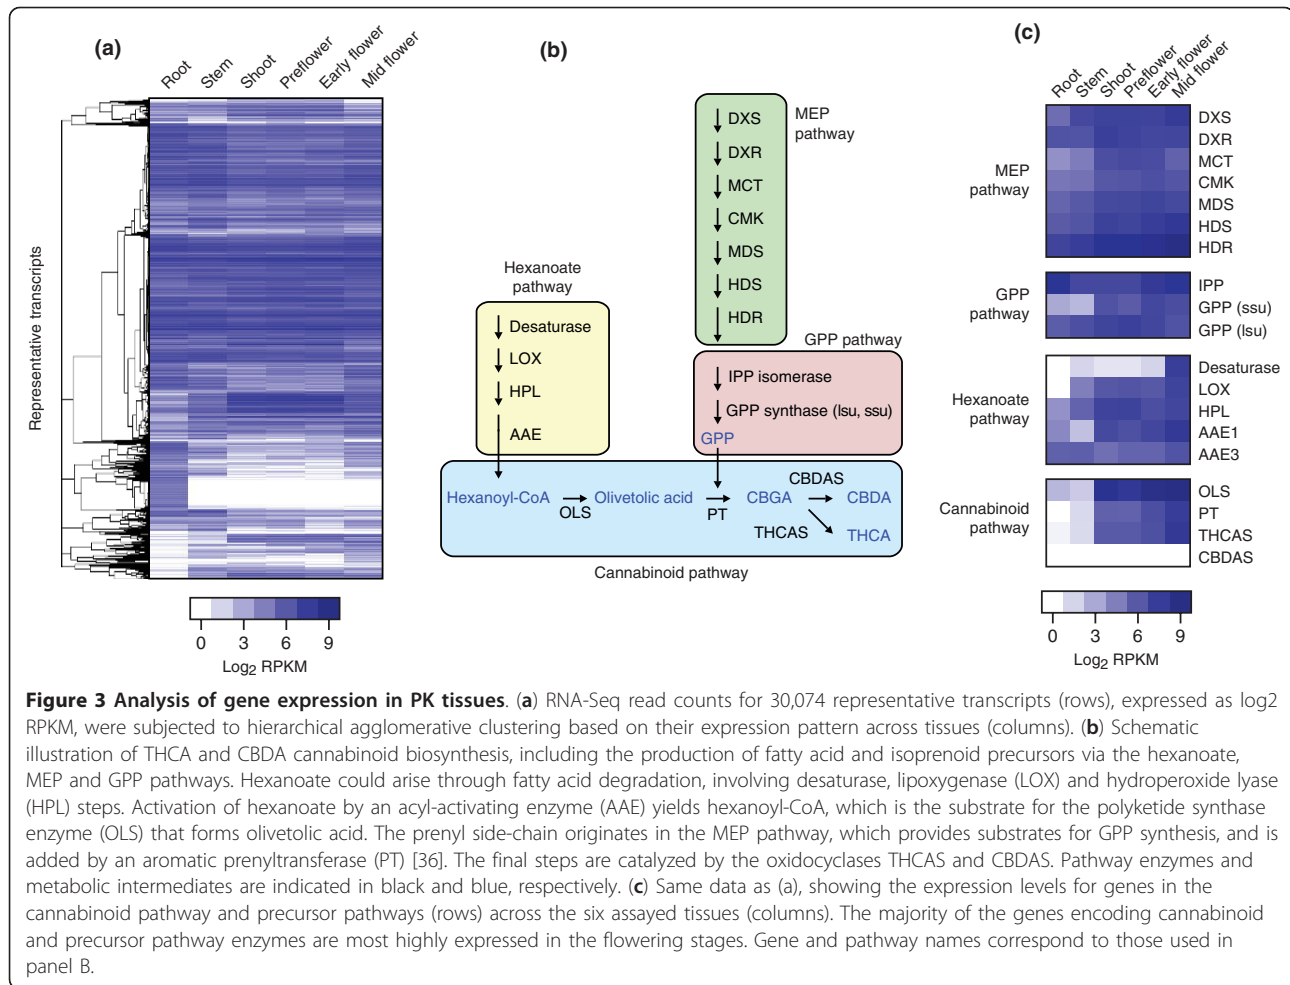 (a)
Root Stem Shoot Preflower Early flower Mid flower
Representative transcripts
0 3 6 9
Log2 RPKM
(b)
DXS
DXR
MCT
CMK
MDS
HDS
HDR
MEP
pathway
Hexanoate
pathway
Desaturase
LOX
HPL
AAE
GPP pathway
IPP isomerase
GPP synthase (lsu, ssu)
GPP
Hexanoyl-CoA
OLS
Olivetolic acid
PT
CBGA
CBDAS
CBDA
THCAS
THCA
Cannabinoid pathway
(c)
Root Stem Shoot Preflower Early flower Mid flower
MEP
pathway
DXS
DXR
MCT
CMK
MDS
HDS
HDR
GPP
pathway
IPP
GPP (ssu)
GPP (lsu)
Hexanoate
pathway
Desaturase
LOX
HPL
AAE1
AAE3
Cannabinoid
pathway
OLS
PT
THCAS
CBDAS
0 3 6 9
Log2 RPKM
Figure 3 Analysis of gene expression in PK tissues. (a) RNA-Seq read counts for 30,074 representative transcripts (rows), expressed as log2
RPKM, were subjected to hierarchical agglomerative clustering based on their expression pattern across tissues (columns). (b) Schematic
illustration of THCA and CBDA cannabinoid biosynthesis, including the production of fatty acid and isoprenoid precursors via the hexanoate,
MEP and GPP pathways. Hexanoate could arise through fatty acid degradation, involving desaturase, lipoxygenase (LOX) and hydroperoxide lyase
(HPL) steps. Activation of hexanoate by an acyl-activating enzyme (AAE) yields hexanoyl-CoA, which is the substrate for the polyketide synthase
enzyme (OLS) that forms olivetolic acid. The prenyl side-chain originates in the MEP pathway, which provides substrates for GPP synthesis, and is
added by an aromatic prenyltransferase (PT) [36]. The final steps are catalyzed by the oxidocyclases THCAS and CBDAS. Pathway enzymes and
metabolic intermediates are indicated in black and blue, respectively. (c) Same data as (a), showing the expression levels for genes in the
cannabinoid pathway and precursor pathways (rows) across the six assayed tissues (columns). The majority of the genes encoding cannabinoid
and precursor pathway enzymes are most highly expressed in the flowering stages. Gene and pathway names correspond to those used in
panel B.